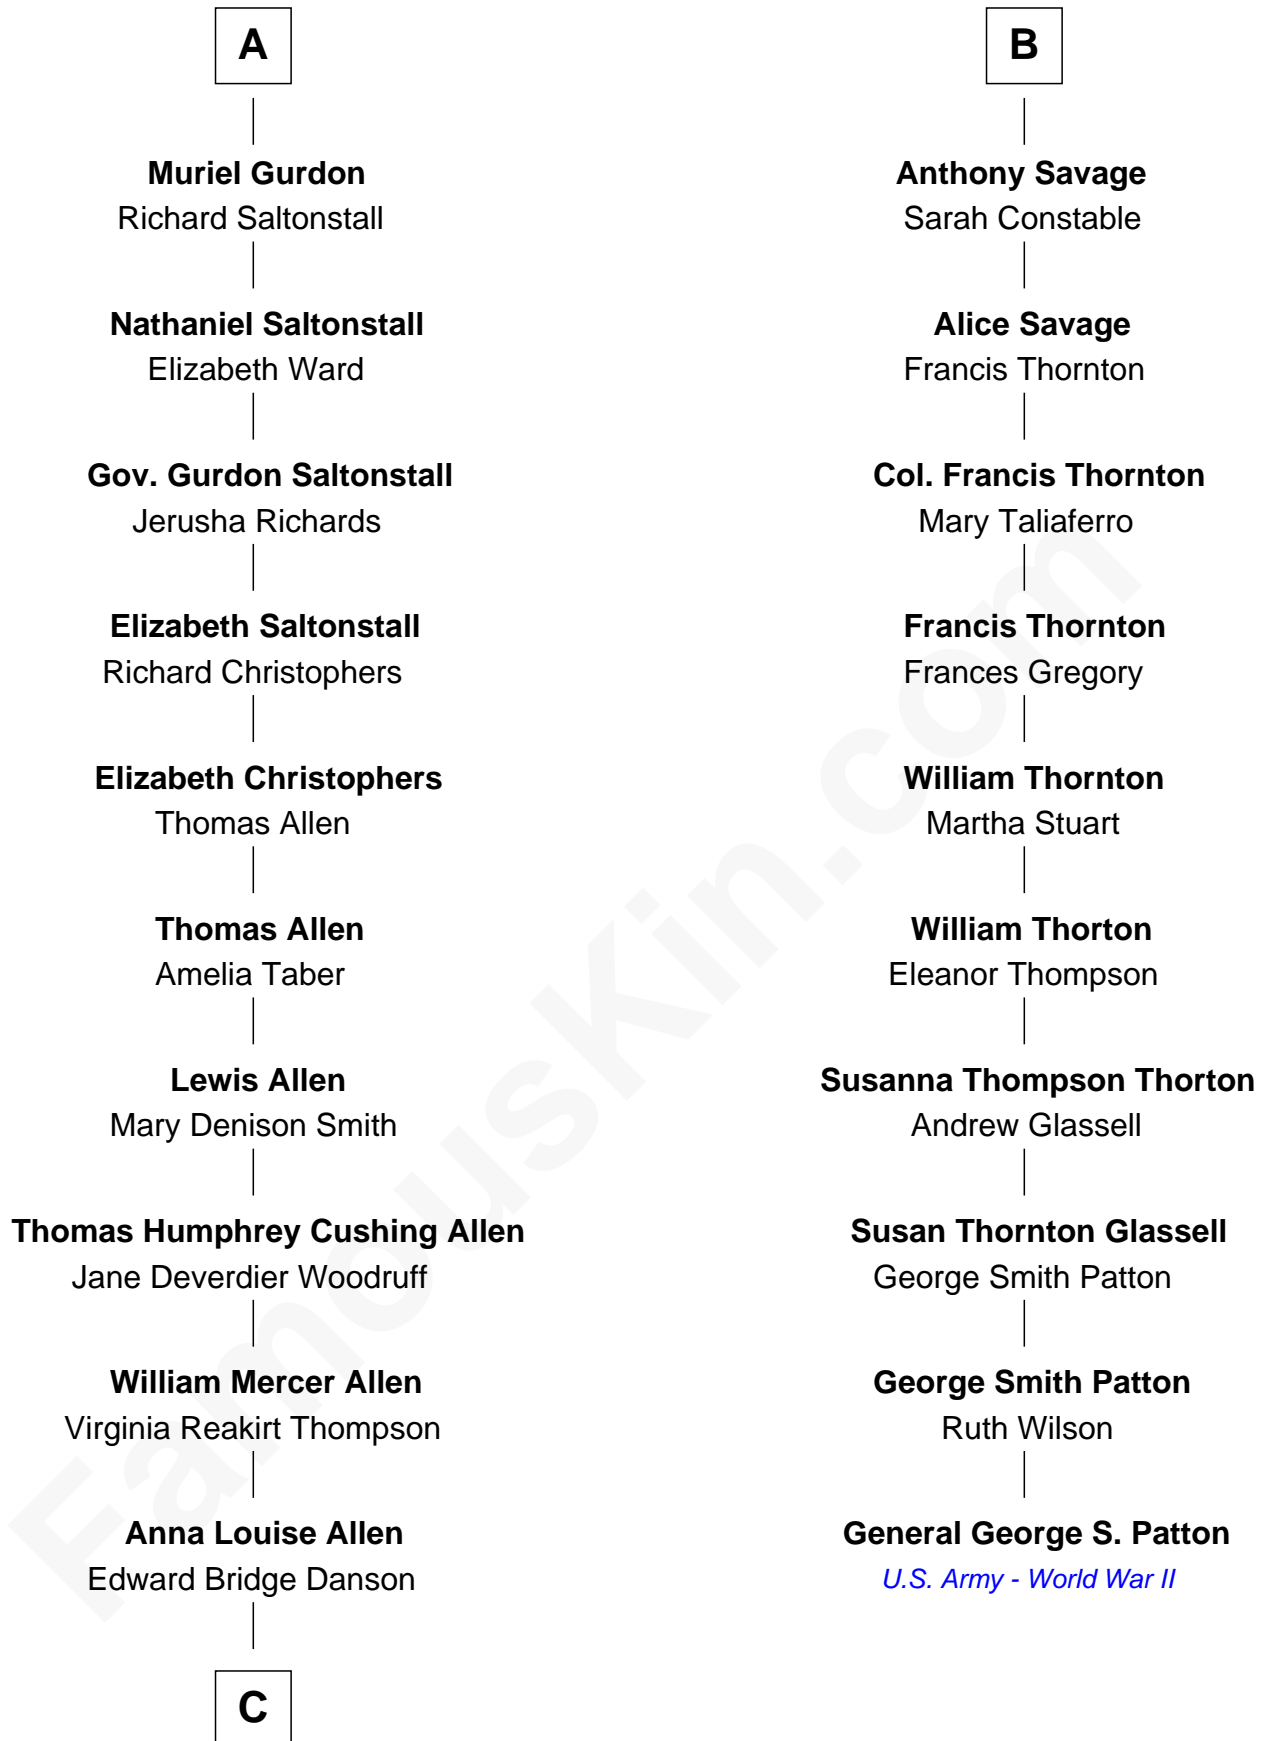 A
Muriel Gurdon
Richard Saltonstall
Nathaniel Saltonstall
Elizabeth Ward
Gov. Gurdon Saltonstall
Jerusha Richards
Elizabeth Saltonstall
Richard Christophers
Elizabeth Christophers
Thomas Allen
Thomas Allen
Amelia Taber
Lewis Allen
Mary Denison Smith
Thomas Humphrey Cushing Allen
Jane Deverdier Woodruff
William Mercer Allen
Virginia Reakirt Thompson
Anna Louise Allen
Edward Bridge Danson
C
B
Anthony Savage
Sarah Constable
Alice Savage
Francis Thornton
Col. Francis Thornton
Mary Taliaferro
Francis Thornton
Frances Gregory
William Thornton
Martha Stuart
William Thorton
Eleanor Thompson
Susanna Thompson Thorton
Andrew Glassell
Susan Thornton Glassell
George Smith Patton
George Smith Patton
Ruth Wilson
General George S. Patton
U.S. Army - World War II
FamousKin.com